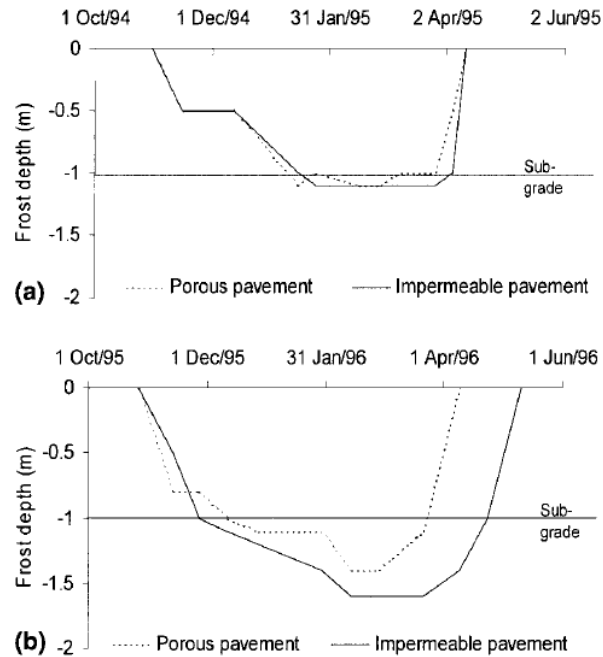 1 Oct/94 1 Dec/94 31 Jan/95 2 Apr/95 2 Jun/95
0
-0.5
-1
-1.5
-2
Frost depth (m)
Sub-
grade
(a)
Porous pavement Impermeable pavement
1 Oct/95 1 Dec/95 31 Jan/96 1 Apr/96 1 Jun/96
0
-0.5
-1
-1.5
-2
Frost depth (m)
Sub-
grade
(b)
Porous pavement Impermeable pavement